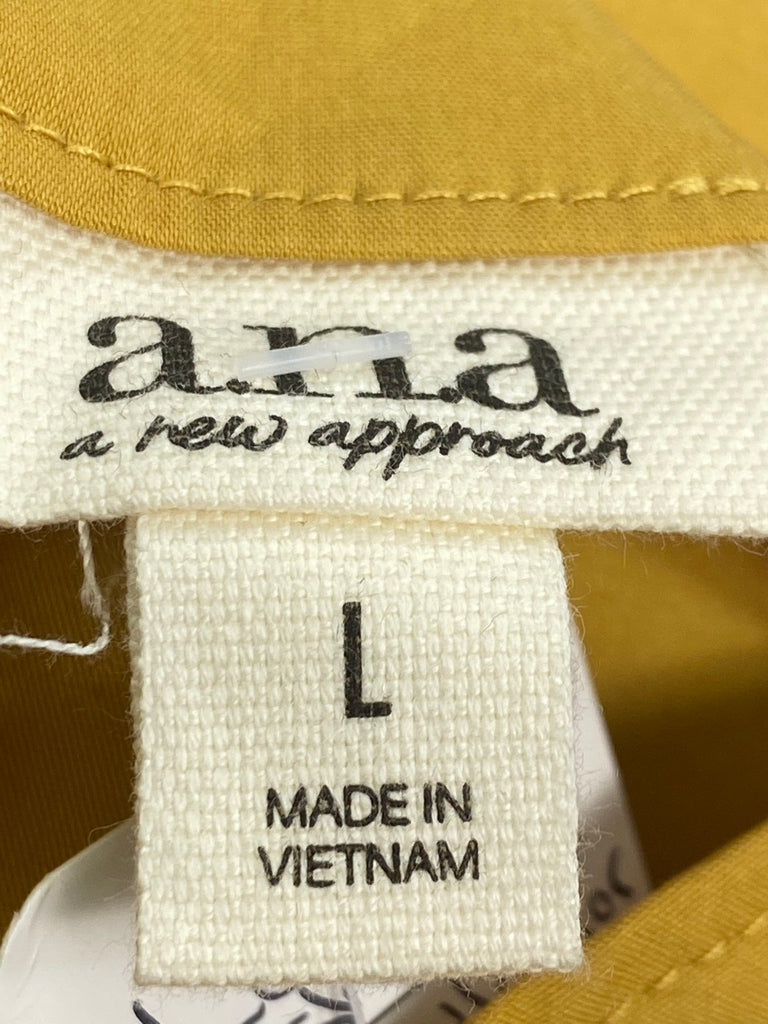 a.n.a
a new approach
L
MADE IN
VIETNAM